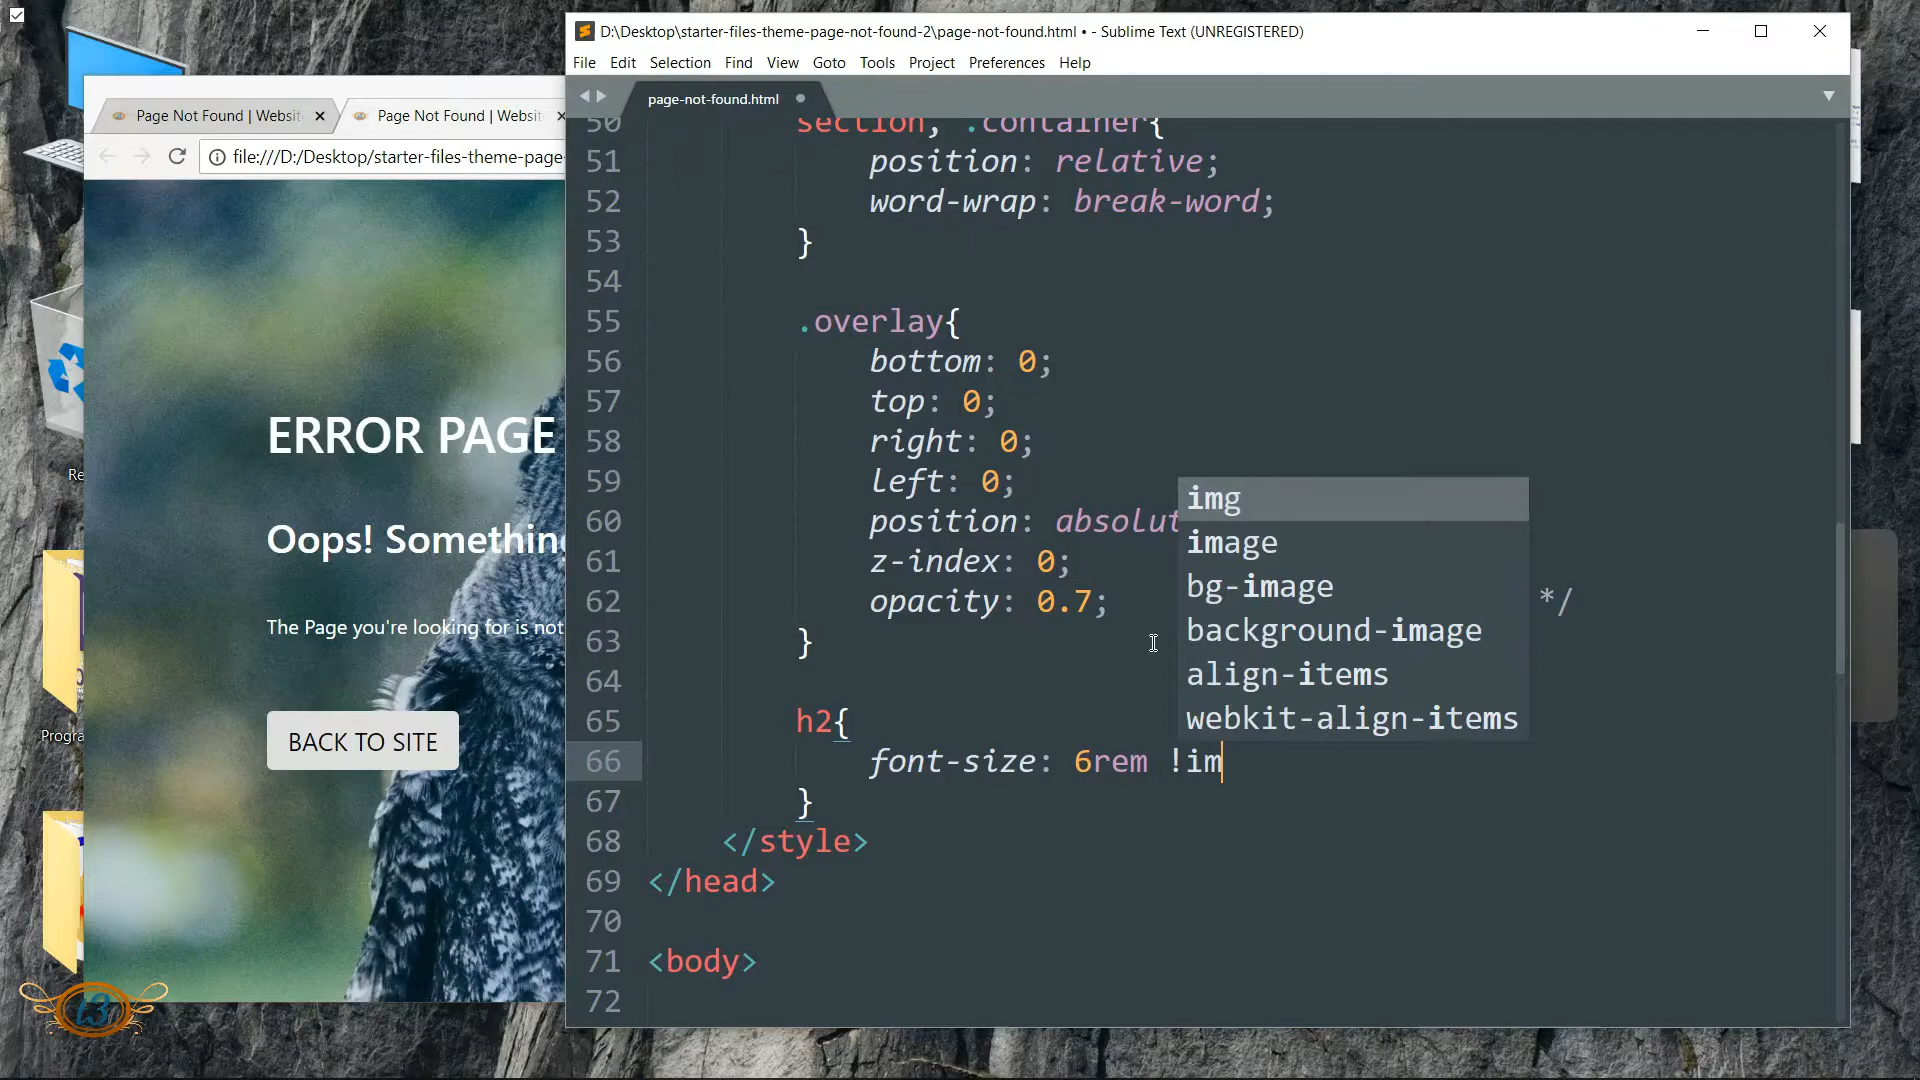 D:\Desktop\starter-files-theme-page-not-found-2\page-not-found.html • - Sublime Text (UNREGISTERED)
File Edit Selection Find View Goto Tools Project Preferences Help
page-not-found.html
Page Not Found | Websit
Page Not Found | Websit
file:///D:/Desktop/starter-files-theme-page-
ERROR PAGE
Oops! Something
The Page you're looking for is not
BACK TO SITE
50 section, .container{
51 position: relative;
52 word-wrap: break-word;
53 }
54
55 .overlay{
56 bottom: 0;
57 top: 0;
58 right: 0;
59 left: 0;
60 position: absolut
61 z-index: 0;
62 opacity: 0.7; */
63 }
64
65 h2{
66 font-size: 6rem !im
67 }
68 </style>
69 </head>
70
71 <body>
72
img
image
bg-image
background-image
align-items
webkit-align-items
Re
Progra
t3